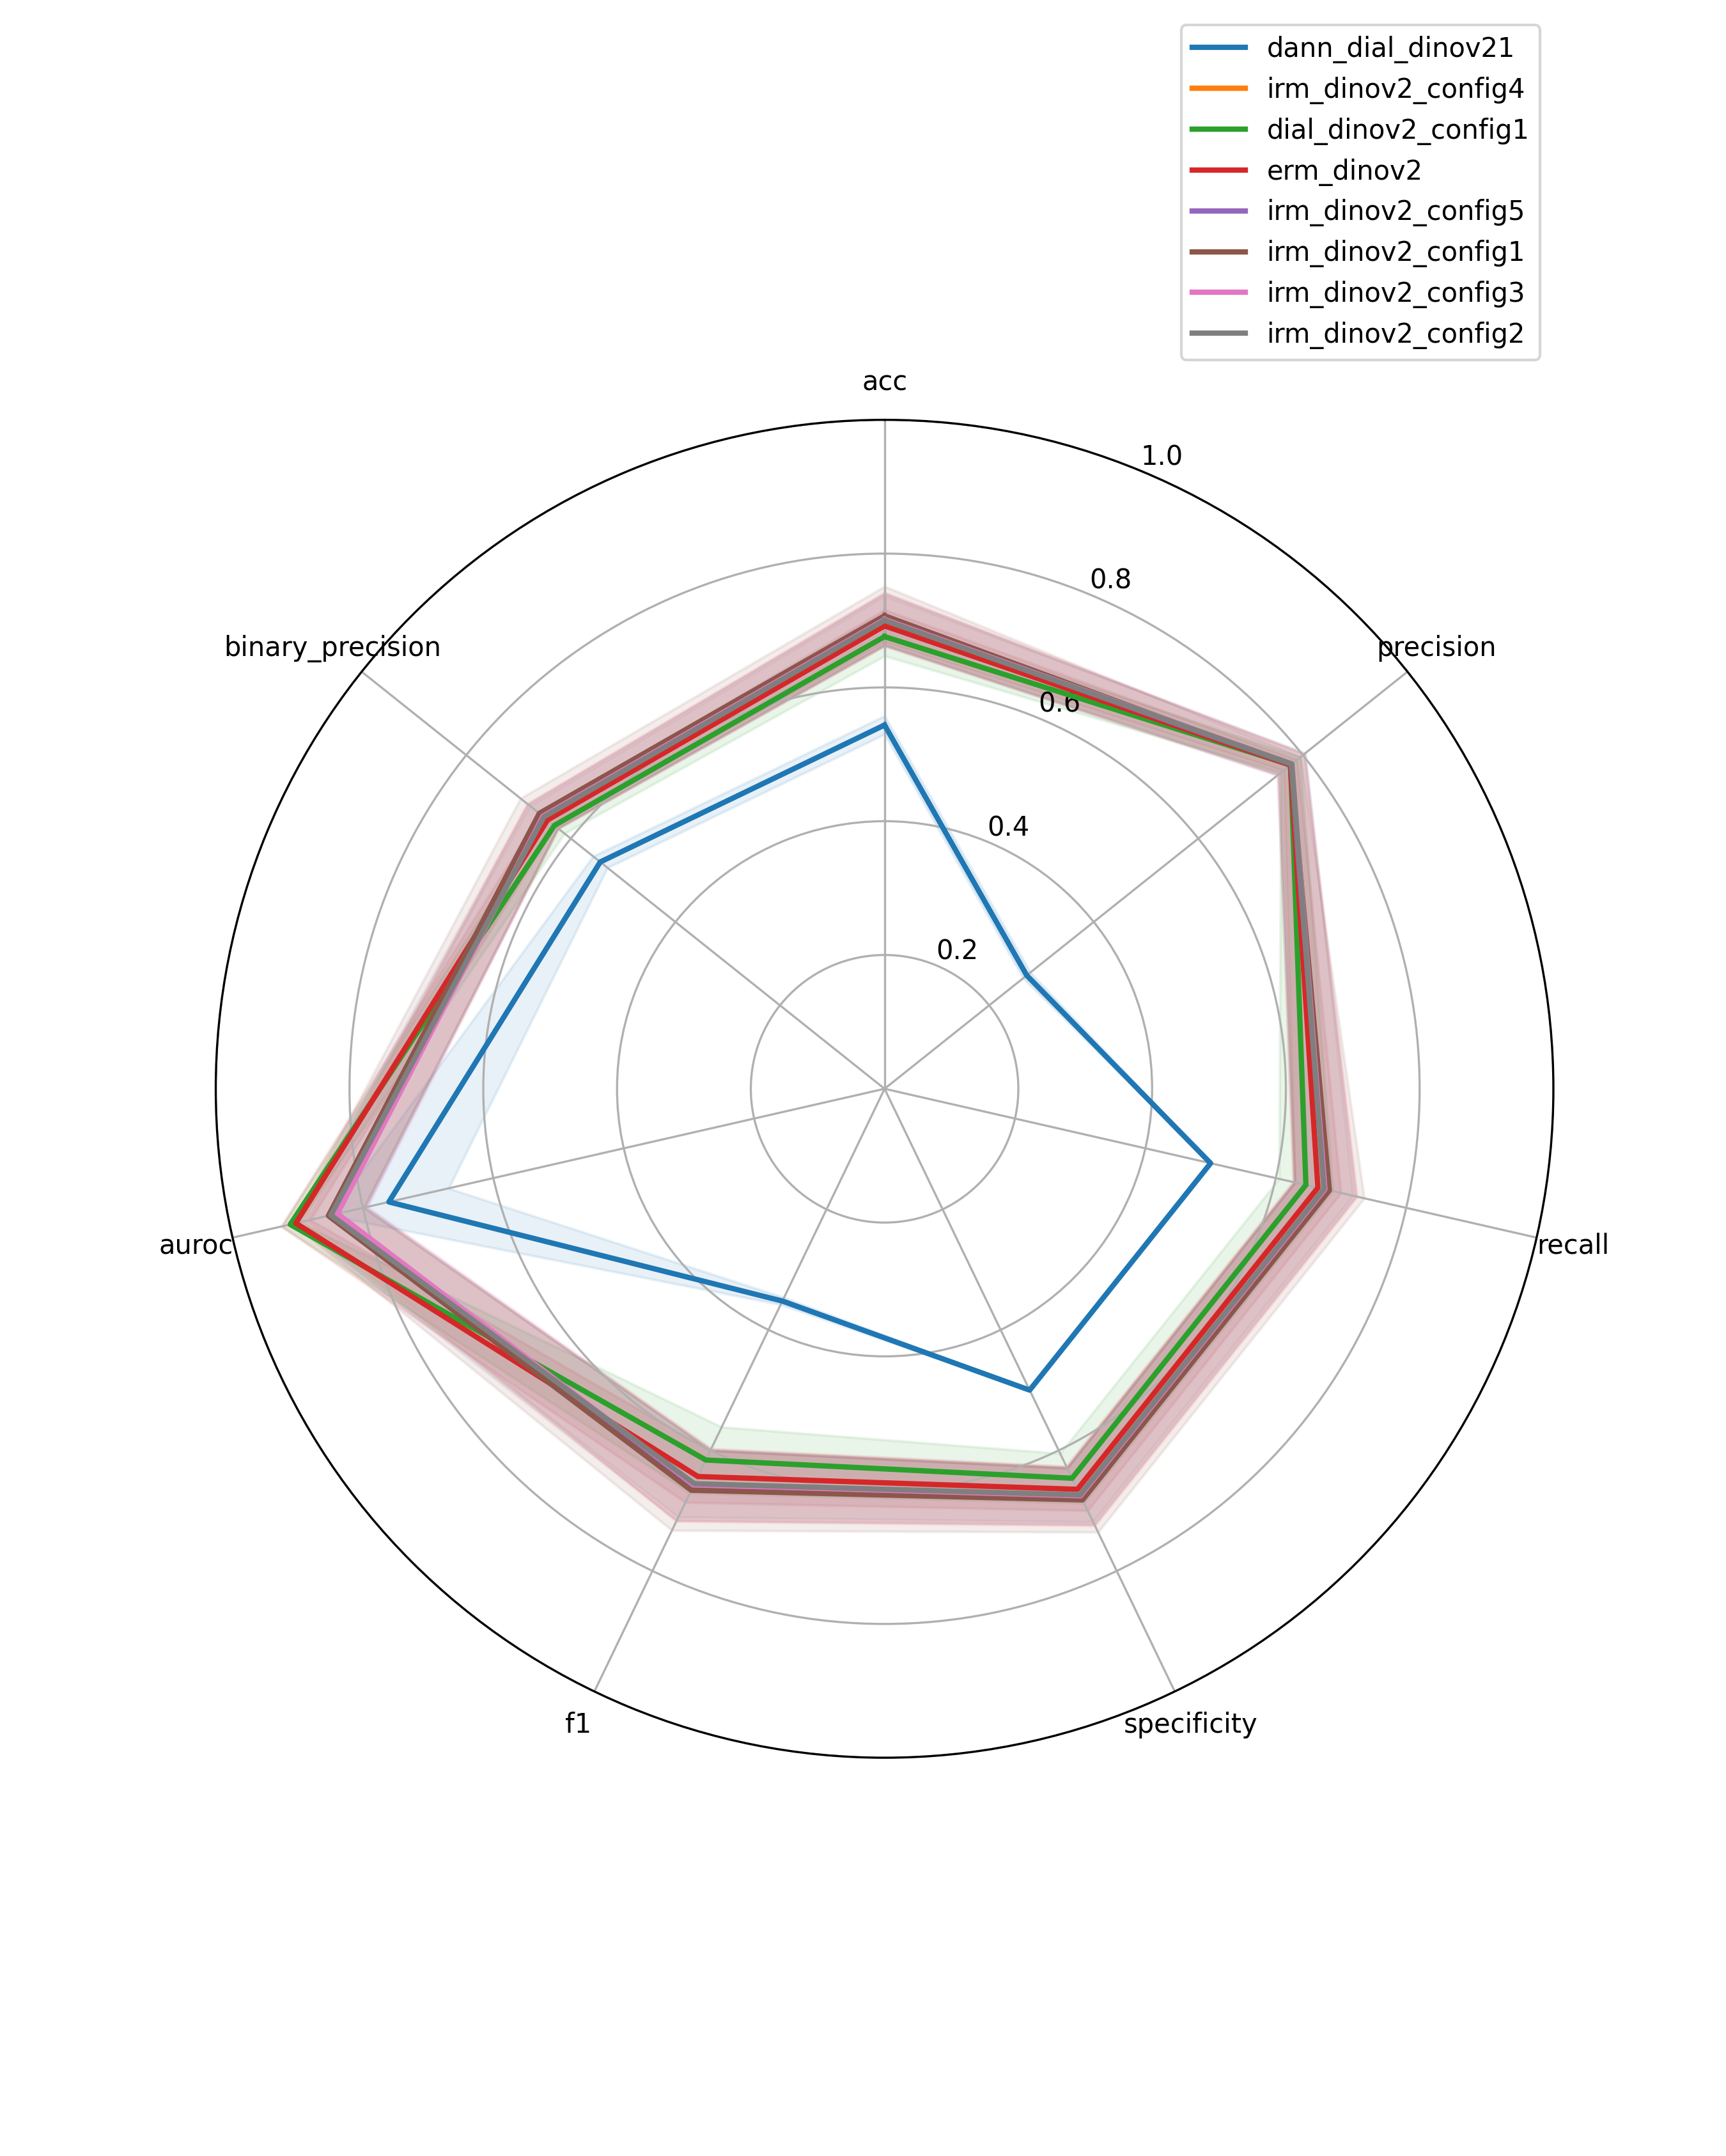 dann_dial_dinov21
irm_dinov2_config4
dial_dinov2_config1
erm_dinov2
irm_dinov2_config5
irm_dinov2_config1
irm_dinov2_config3
irm_dinov2_config2
acc
1.0
0.8
binary_precision
precision
0.6
0.4
0.2
auroc
recall
f1
specificity